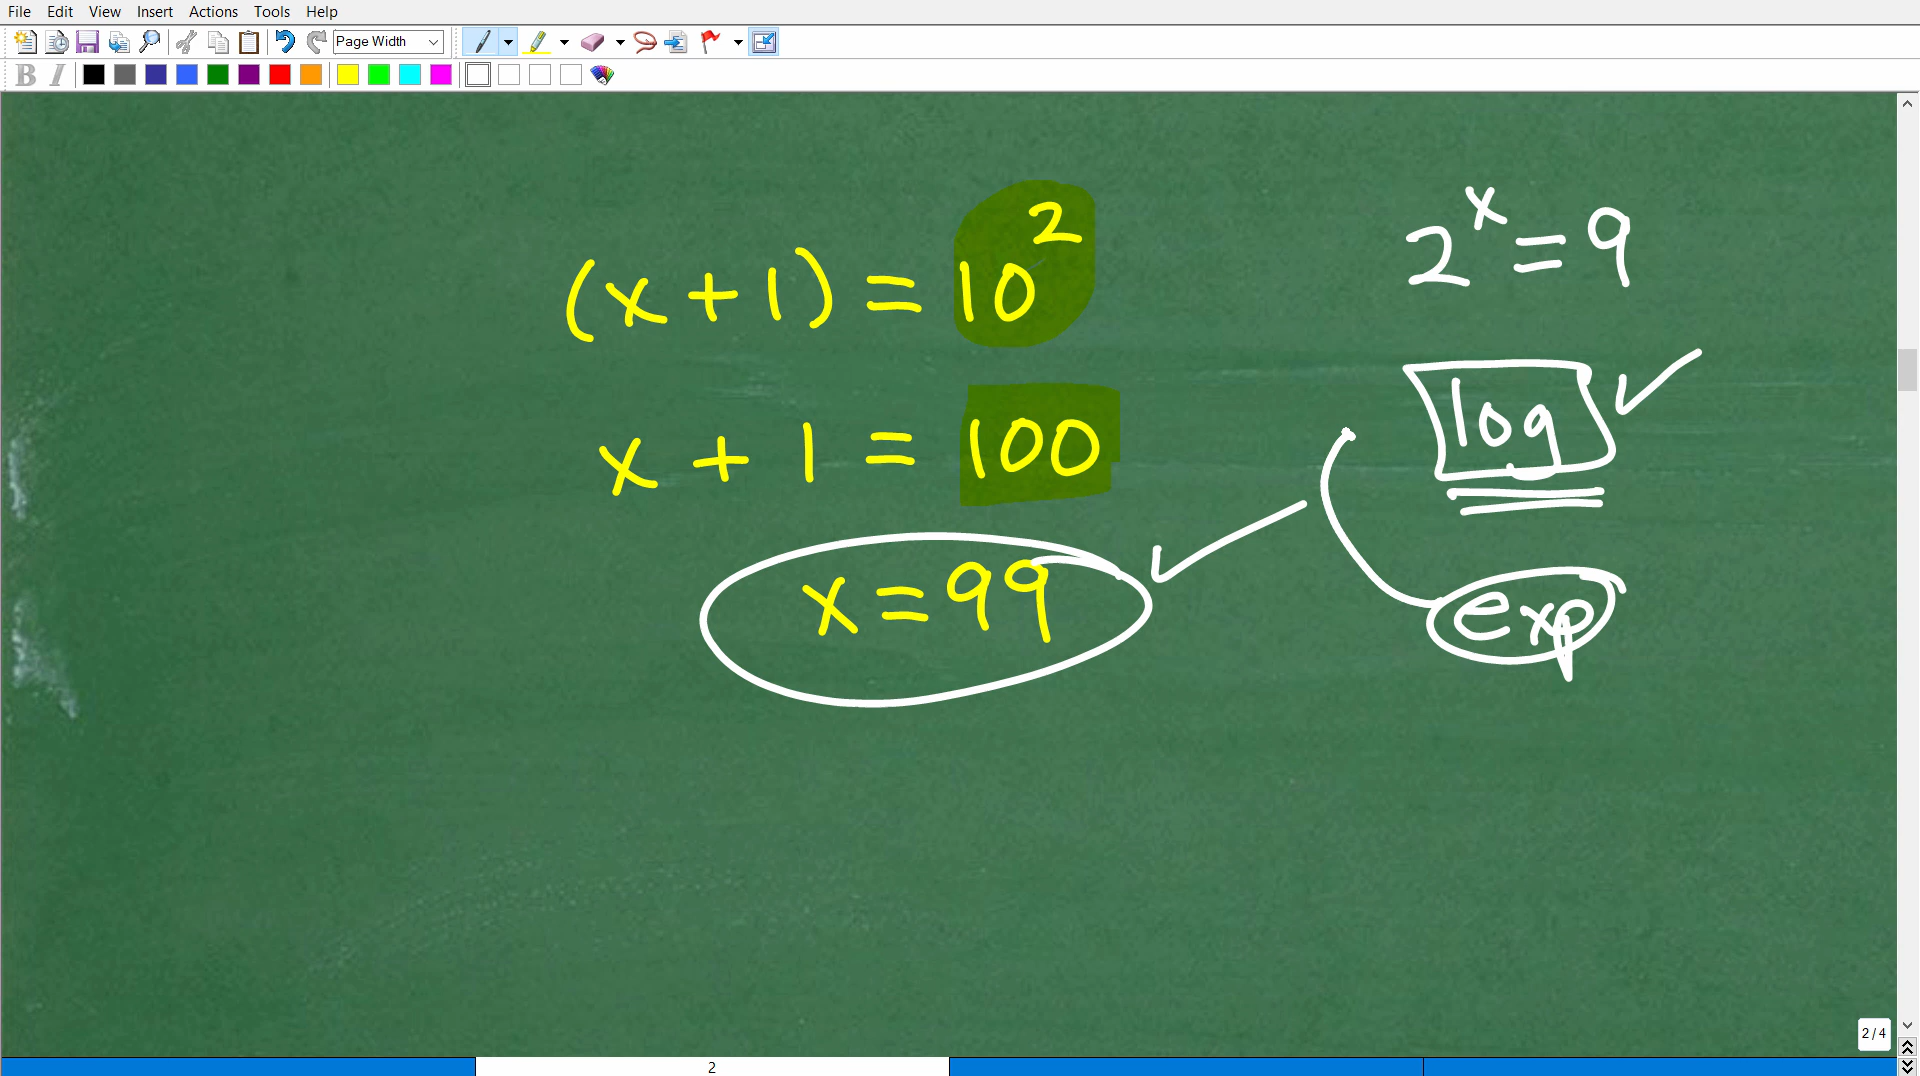 File Edit View Insert Actions Tools Help
Page Width
B I
(x + 1) = 10²
x + 1 = 100
x = 99
2ˣ = 9
log
exp
2 / 4
2